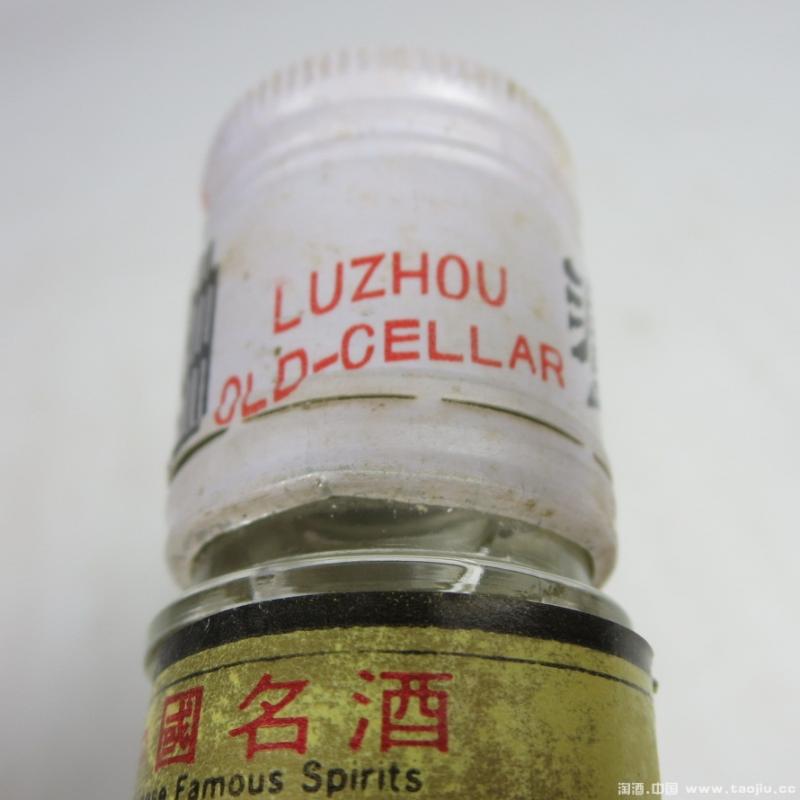 LUZHOU
OLD-CELLAR
國名酒
Famous Spirits
淘酒.中国 www.taojiu.cc